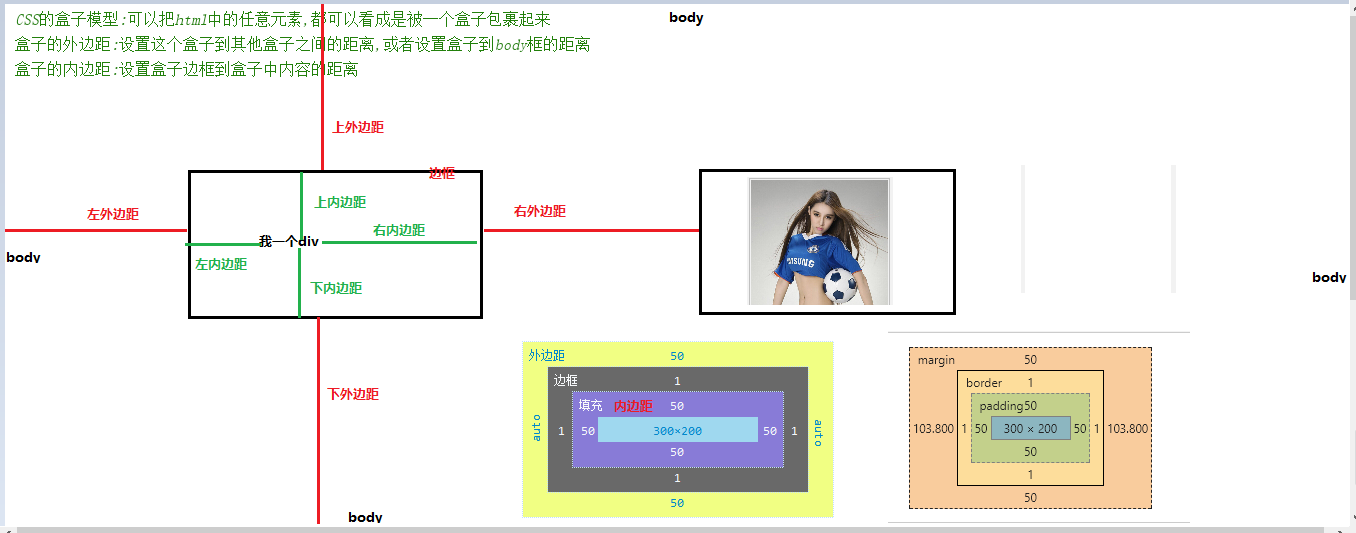 CSS的盒子模型:可以把html中的任意元素,都可以看成是被一个盒子包裹起来
body
盒子的外边距:设置这个盒子到其他盒子之间的距离,或者设置盒子到body框的距离
盒子的内边距:设置盒子边框到盒子中内容的距离
上外边距
边框
上内边距
左外边距
右外边距
右内边距
我一个div
body
左内边距
SAMSUNG
body
下内边距
外边距
50
边框
1
填充
内边距
50
auto
1
50
300×200
50
1
auto
50
1
50
margin
50
border
1
padding50
103.800
1
50
300 × 200
50
1
103.800
50
1
50
下外边距
body